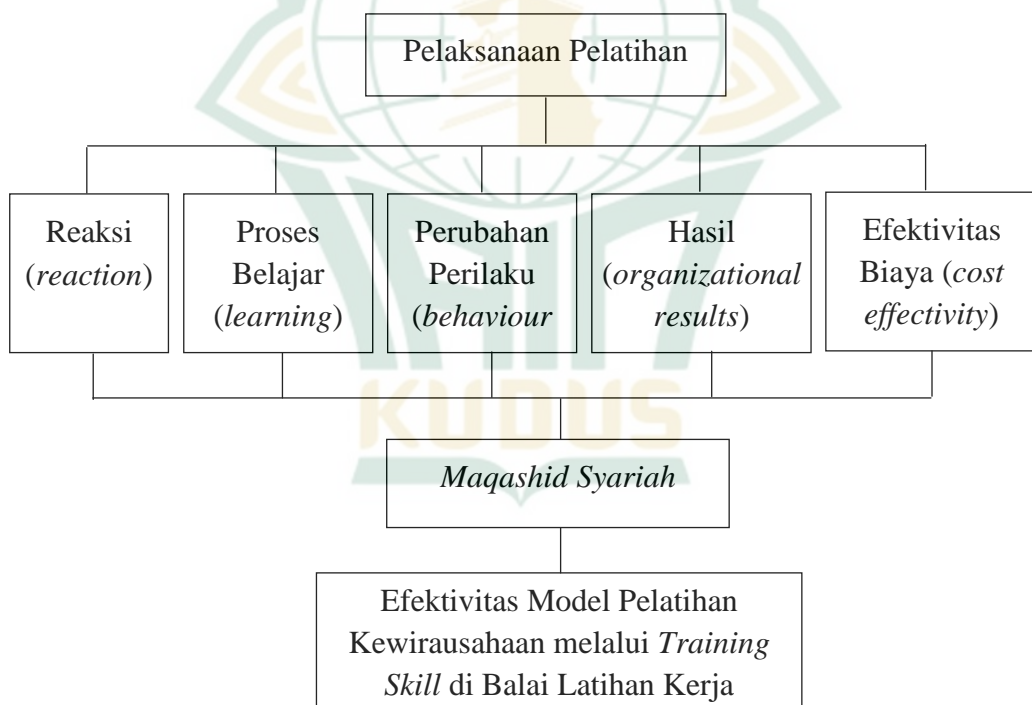 Pelaksanaan Pelatihan
Reaksi
(reaction)
Proses
Belajar
(learning)
Perubahan
Perilaku
(behaviour
Hasil
(organizational
results)
Efektivitas
Biaya (cost
effectivity)
KUDUS
Maqashid Syariah
Efektivitas Model Pelatihan
Kewirausahaan melalui Training
Skill di Balai Latihan Kerja